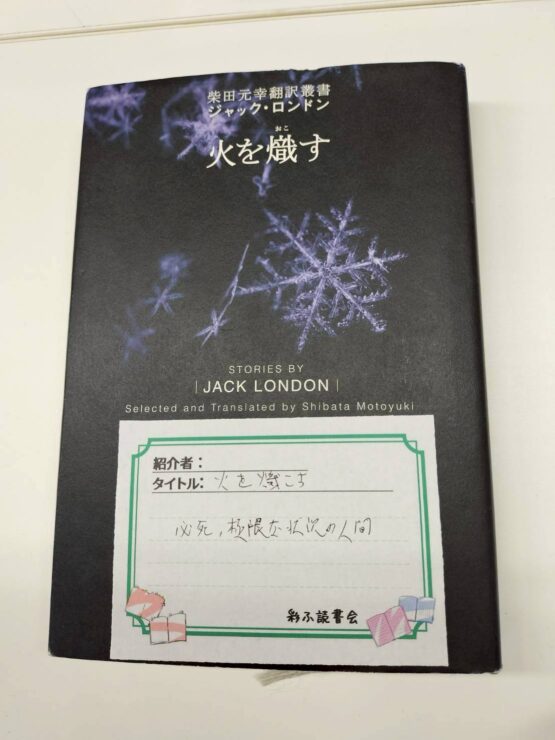 柴田元幸翻訳叢書
ジャック・ロンドン
おこ
火を熾す
STORIES BY
| JACK LONDON |
Selected and Translated by Shibata Motoyuki
紹介者：
タイトル: 火を熾こす
必死,極限な状況の人間
彩ふ読書会